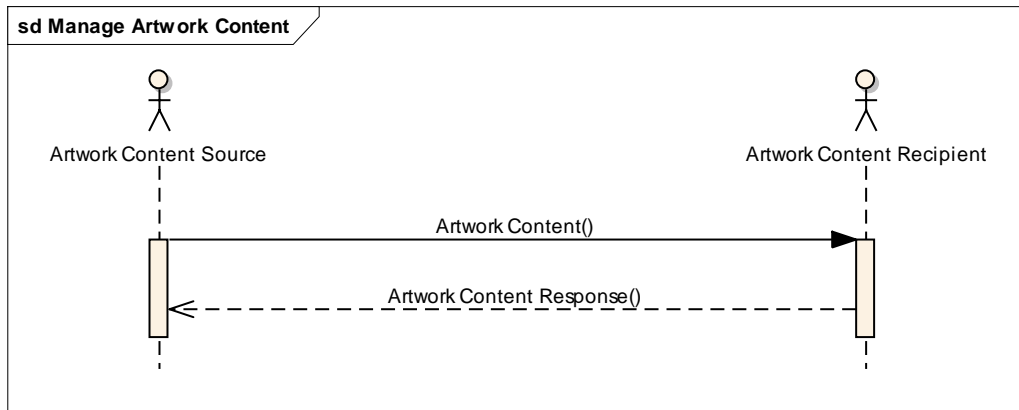 sd Manage Artwork Content
Artwork Content Source
Artwork Content Recipient
Artwork Content()
Artwork Content Response()